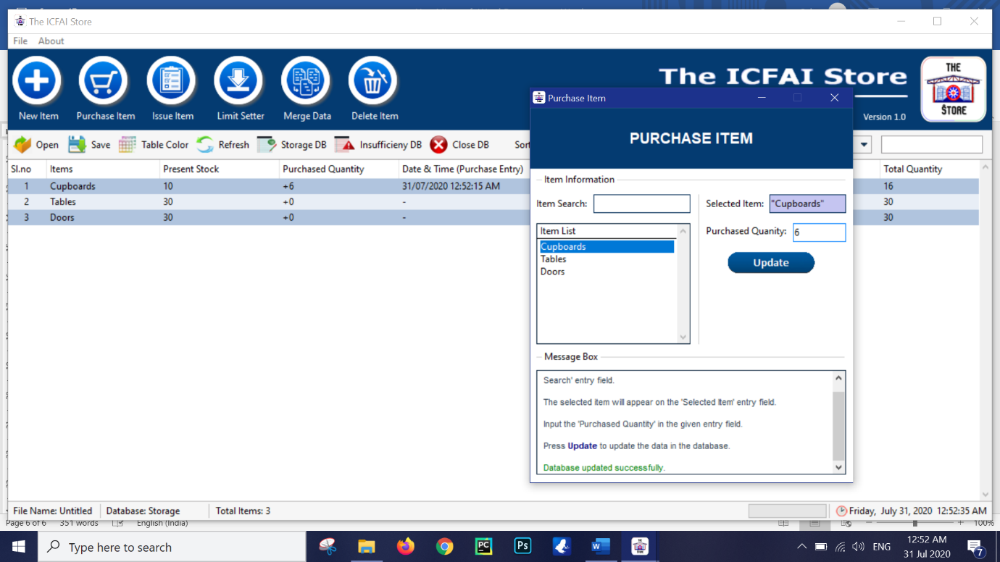 The ICFAI Store
File About
The ICFAI Store
THE
STORE
Version 1.0
New Item Purchase Item Issue Item Limit Setter Merge Data Delete Item
Open Save Table Color Refresh Storage DB Insufficieny DB Close DB
Sl.no Items Present Stock Purchased Quantity Date & Time (Purchase Entry) Total Quantity
1 Cupboards 10 +6 31/07/2020 12:52:15 AM 16
2 Tables 30 +0 - 30
3 Doors 30 +0 - 30
Purchase Item
PURCHASE ITEM
Item Information
Item Search:
Selected Item: "Cupboards"
Item List
Purchased Quanity: 6
Cupboards
Tables
Doors
Update
Message Box
Search' entry field.
The selected item will appear on the 'Selected Item' entry field.
Input the 'Purchased Quantity' in the given entry field.
Press Update to update the data in the database.
Database updated successfully.
File Name: Untitled Database: Storage Total Items: 3 Friday, July 31, 2020 12:52:35 AM
Page 6 of 6 351 words English (India) 100%
Type here to search
PC
Ps
W
THE
STORE
ENG
12:52 AM
31 Jul 2020
7